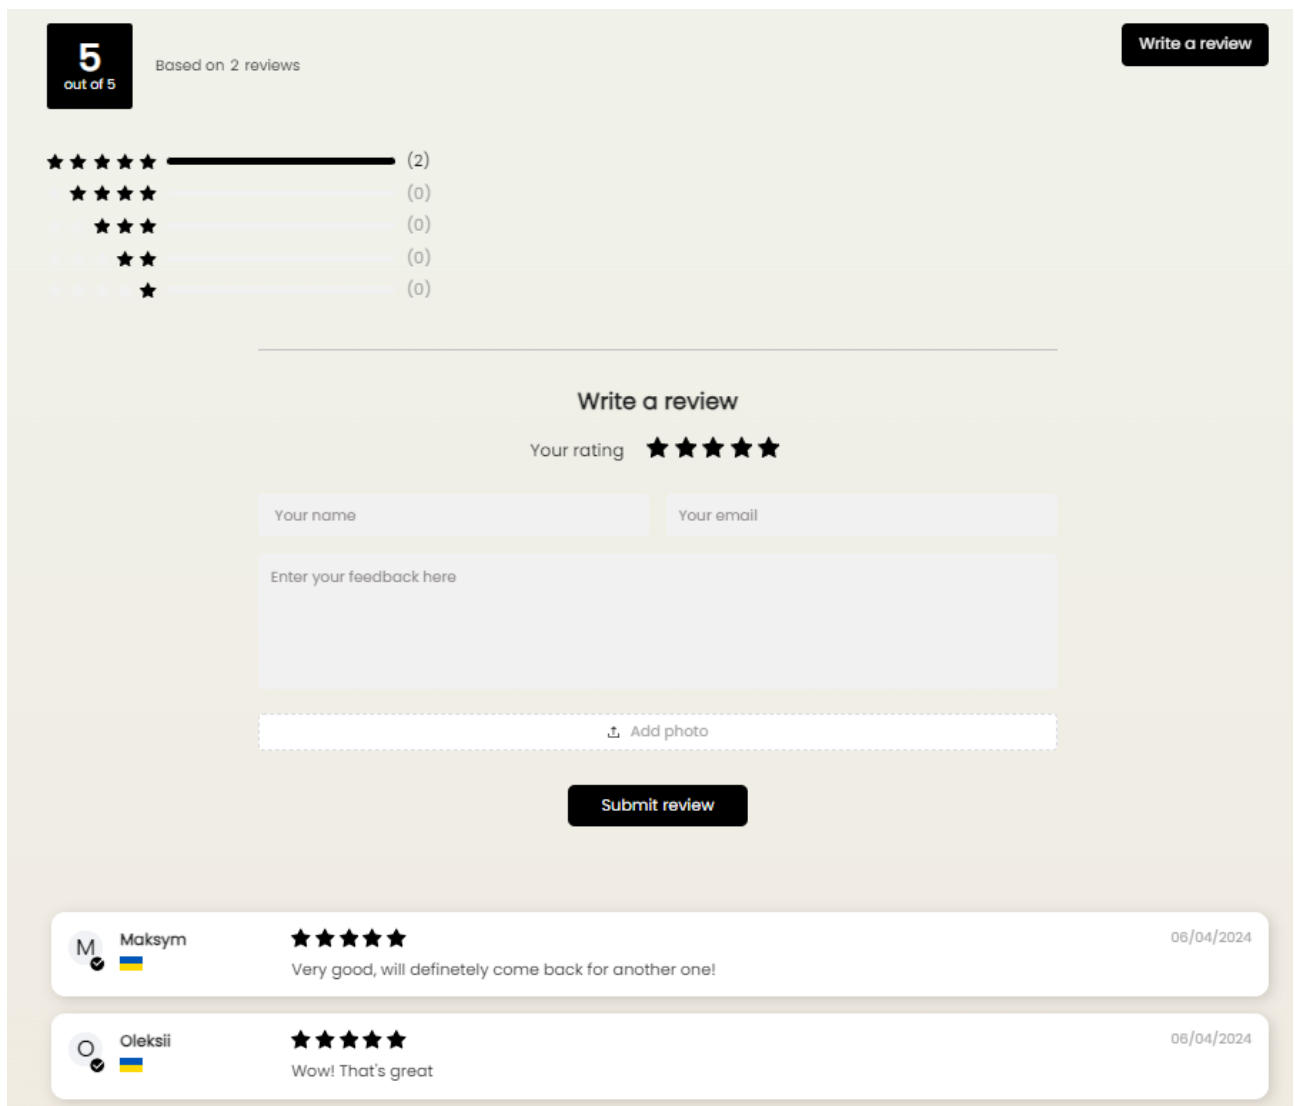 5
out of 5
Based on 2 reviews
Write a review
(2)
(0)
(0)
(0)
(0)
Write a review
Your rating
Your name
Your email
Enter your feedback here
Add photo
Submit review
M
Maksym
06/04/2024
Very good, will definetely come back for another one!
O
Oleksii
06/04/2024
Wow! That's great